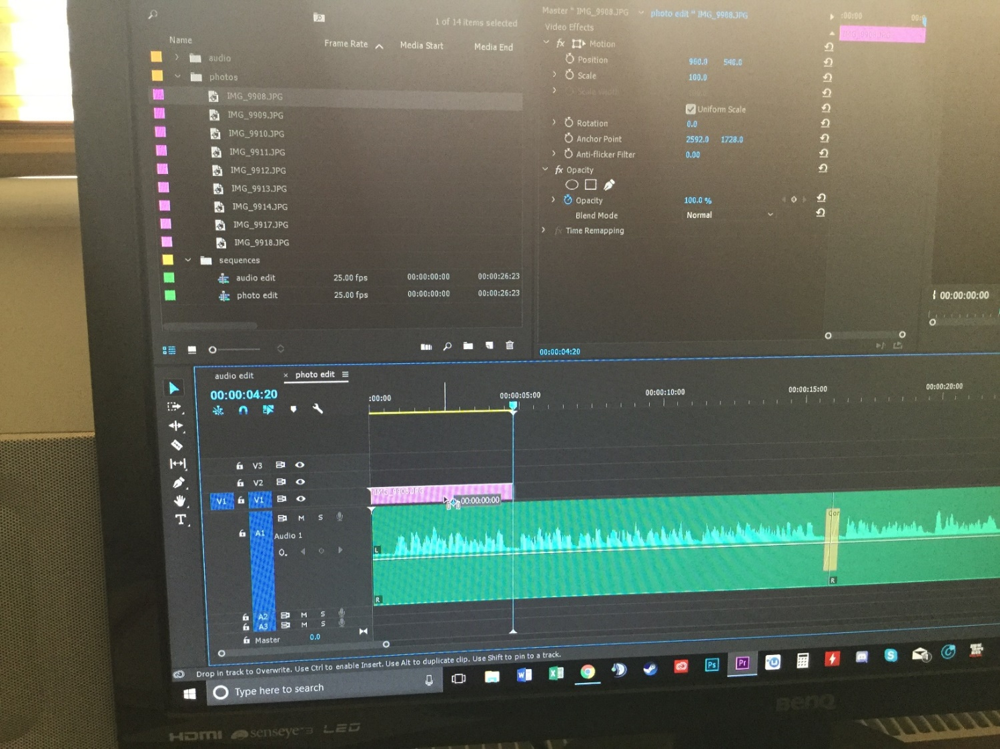 1 of 14 items selected
Name
Frame Rate
Media Start
Media End
audio
photos
IMG_9908.JPG
IMG_9909.JPG
IMG_9910.JPG
IMG_9911.JPG
IMG_9912.JPG
IMG_9913.JPG
IMG_9914.JPG
IMG_9917.JPG
IMG_9918.JPG
sequences
audio edit 25.00 fps 00:00:00:00 00:00:26:23
photo edit 25.00 fps 00:00:00:00 00:00:26:23
Master * IMG_9908.JPG
photo edit * IMG_9908.JPG
:00:00
Video Effects
fx Motion
Position 960.0 540.0
Scale 100.0
Scale Width
Uniform Scale
Rotation 0.0
Anchor Point 2592.0 1728.0
Anti-flicker Filter 0.00
fx Opacity
Opacity 100.0 %
Blend Mode Normal
fx Time Remapping
00:00:04:20
00:00:00:00
audio edit
× photo edit
00:00:04:20
:00:00
00:00:05:00
00:00:10:00
00:00:15:00
00:00:20:00
V3
V2
V1 V1
IMG_9908.JPG
00:00:00:00
M S
A1 Audio 1
L
R
R
A2 M S
A3 M S
Master 0.0
T
Drop in track to Overwrite. Use Ctrl to enable Insert. Use Alt to duplicate clip. Use Shift to pin to a track.
Type here to search
Ps
Pr
BenQ
HDMI senseye 3 LED